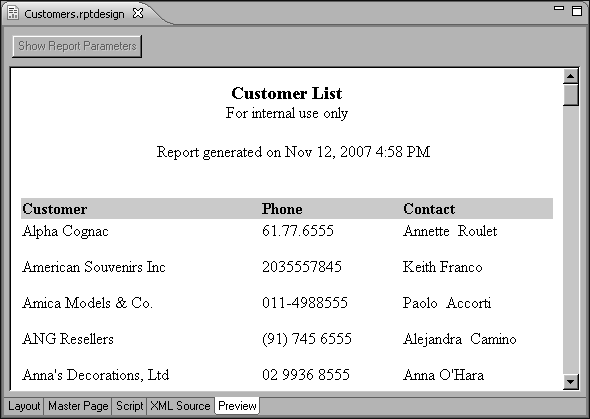 Customers.rptdesign
Show Report Parameters
Customer List
For internal use only
Report generated on Nov 12, 2007 4:58 PM
Customer Phone Contact
Alpha Cognac 61.77.6555 Annette Roulet
American Souvenirs Inc 2035557845 Keith Franco
Amica Models & Co. 011-4988555 Paolo Accorti
ANG Resellers (91) 745 6555 Alejandra Camino
Anna's Decorations, Ltd 02 9936 8555 Anna O'Hara
Layout Master Page Script XML Source Preview